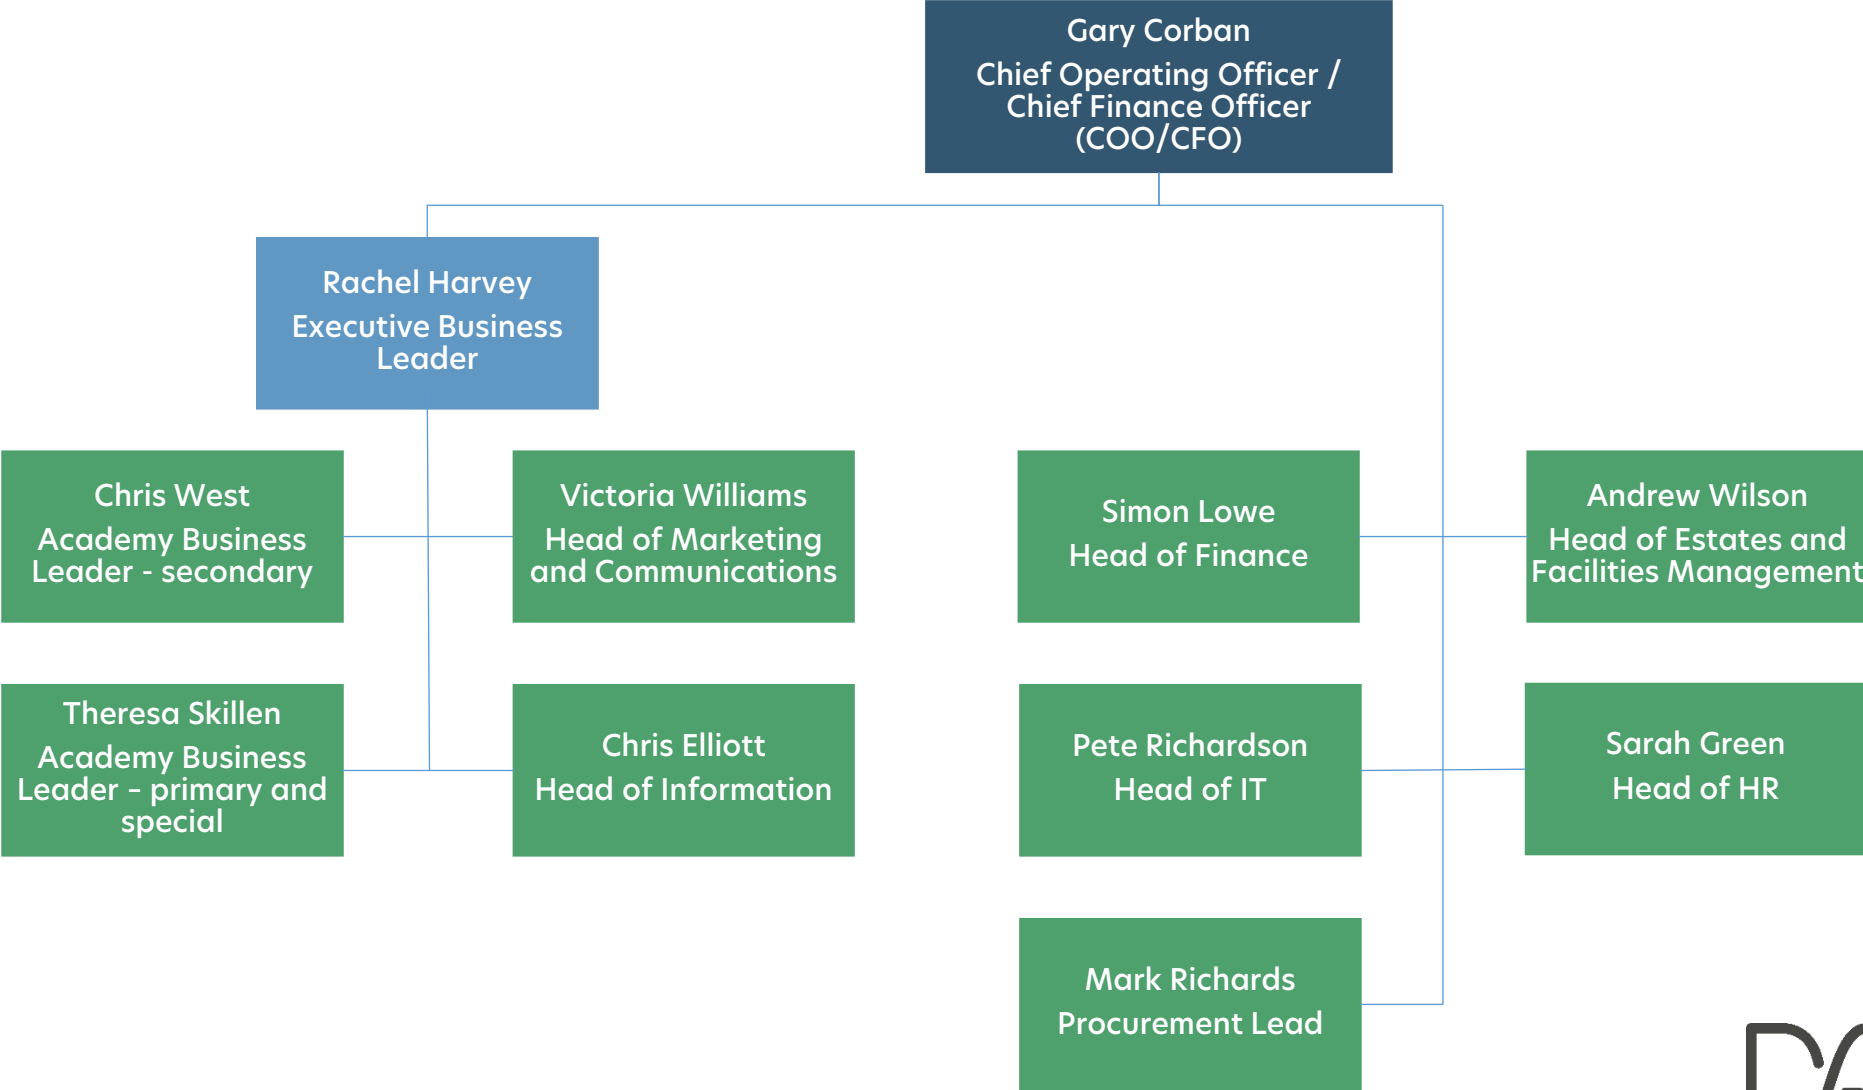 Gary Corban
Chief Operating Officer /
Chief Finance Officer
(COO/CFO)
Rachel Harvey
Executive Business
Leader
Chris West
Academy Business
Leader - secondary
Victoria Williams
Head of Marketing
and Communications
Simon Lowe
Head of Finance
Andrew Wilson
Head of Estates and
Facilities Management
Theresa Skillen
Academy Business
Leader – primary and
special
Chris Elliott
Head of Information
Pete Richardson
Head of IT
Sarah Green
Head of HR
Mark Richards
Procurement Lead